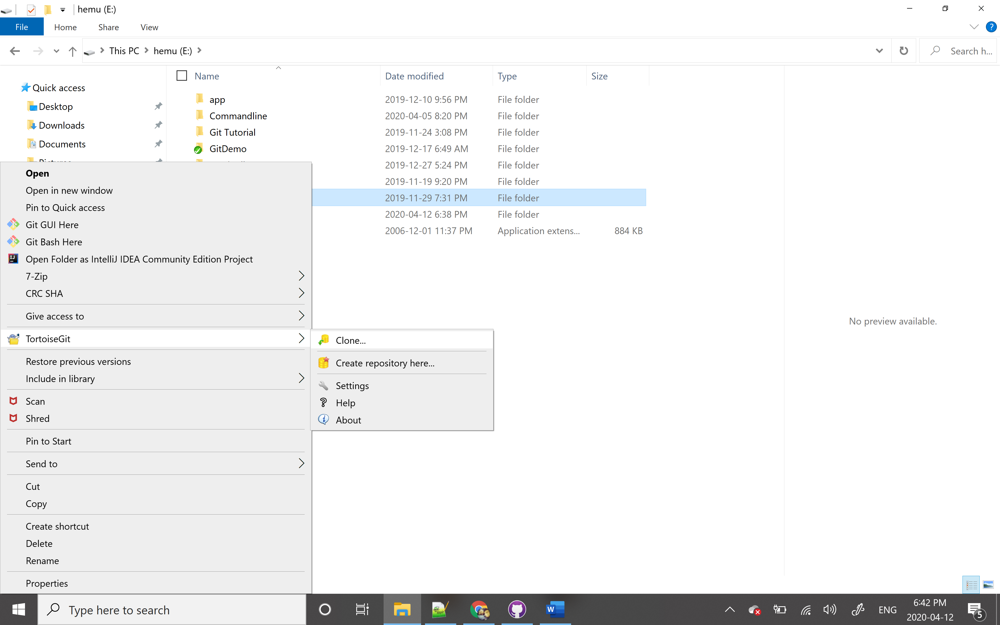 hemu (E:)
File Home Share View
This PC hemu (E:)
Search h...
Name Date modified Type Size
Quick access
Desktop
Downloads
Documents
app 2019-12-10 9:56 PM File folder
Commandline 2020-04-05 8:20 PM File folder
Git Tutorial 2019-11-24 3:08 PM File folder
GitDemo 2019-12-17 6:49 AM File folder
2019-12-27 5:24 PM File folder
2019-11-19 9:20 PM File folder
2019-11-29 7:31 PM File folder
2020-04-12 6:38 PM File folder
2006-12-01 11:37 PM Application extens... 884 KB
Open
Open in new window
Pin to Quick access
Git GUI Here
Git Bash Here
Open Folder as IntelliJ IDEA Community Edition Project
7-Zip
CRC SHA
Give access to
TortoiseGit
Restore previous versions
Include in library
Scan
Shred
Pin to Start
Send to
Cut
Copy
Create shortcut
Delete
Rename
Properties
Clone...
Create repository here...
Settings
Help
About
No preview available.
Type here to search
ENG
6:42 PM
2020-04-12
5